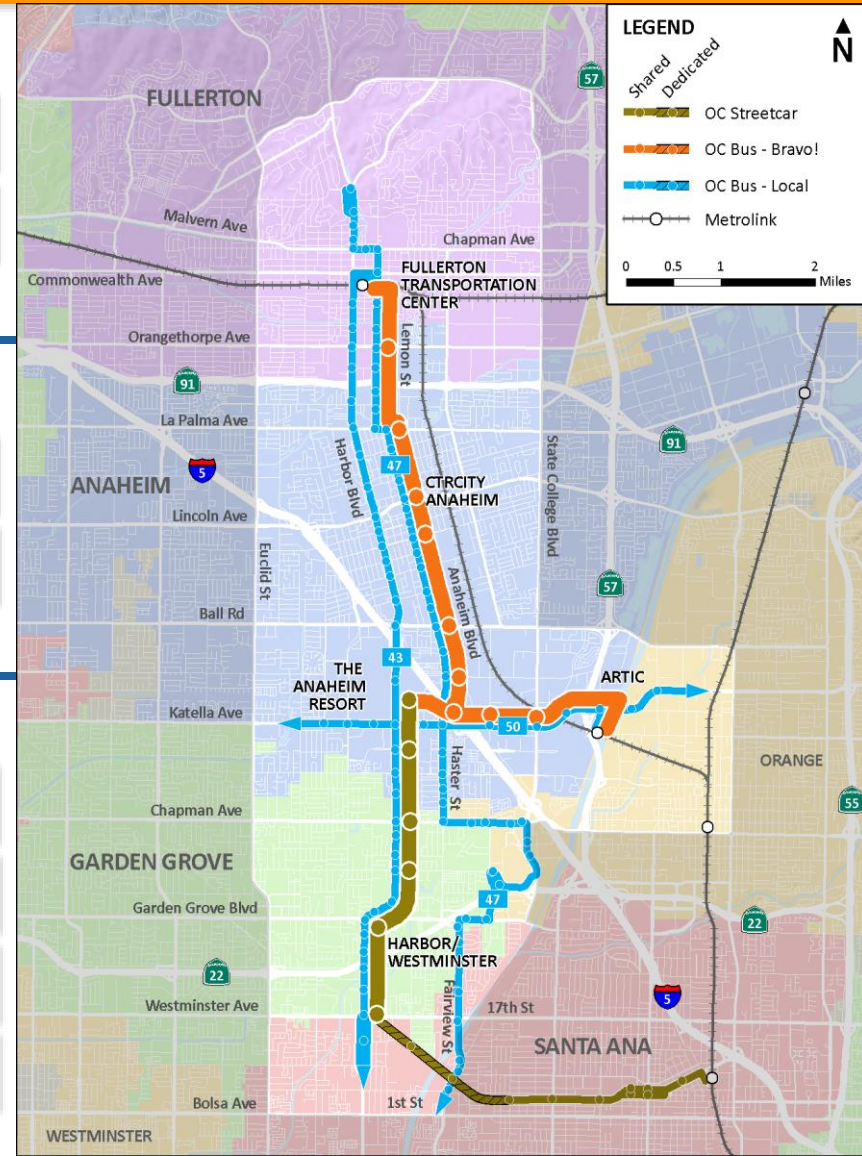 LEGEND
N
Shared
Dedicated
OC Streetcar
OC Bus - Bravo!
OC Bus - Local
Metrolink
0 0.5 1 2
Miles
57
FULLERTON
Malvern Ave
Chapman Ave
Commonwealth Ave
FULLERTON
TRANSPORTATION
CENTER
Orangethorpe Ave
Lemon St
91
La Palma Ave
91
5
ANAHEIM
47
Harbor Blvd
CTRCITY
ANAHEIM
State College Blvd
Lincoln Ave
Euclid St
Anaheim Blvd
57
Ball Rd
43
THE
ANAHEIM
RESORT
ARTIC
Katella Ave
50
Haster St
ORANGE
Chapman Ave
55
GARDEN GROVE
47
Garden Grove Blvd
22
HARBOR/
WESTMINSTER
22
Fairview St
5
Westminster Ave
17th St
SANTA ANA
Bolsa Ave
1st St
WESTMINSTER